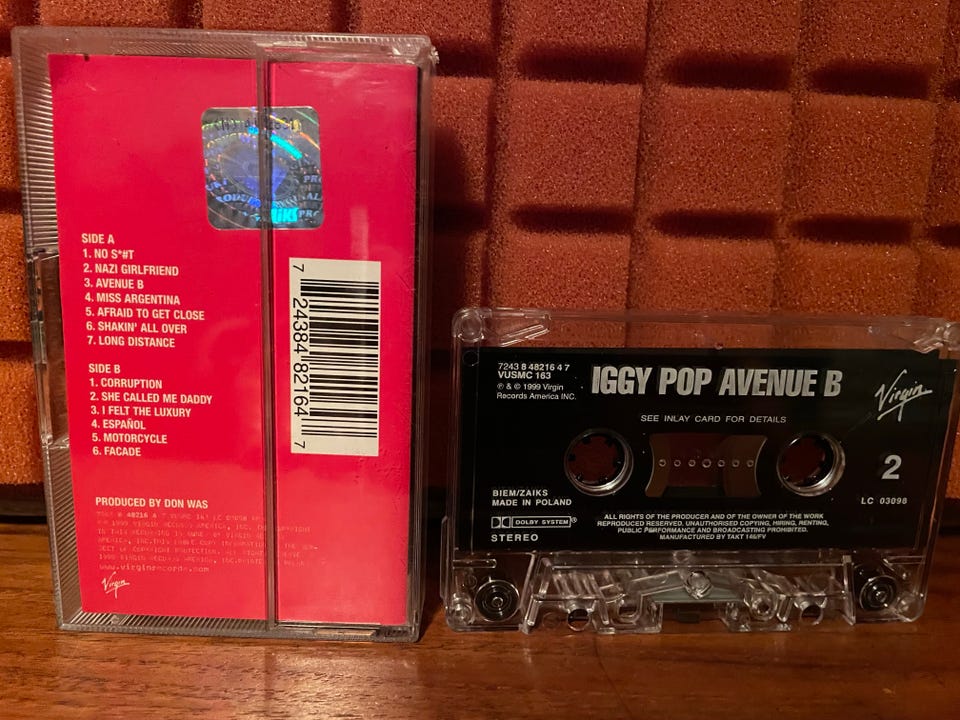 SIDE A
1. NO S*#T
2. NAZI GIRLFRIEND
3. AVENUE B
4. MISS ARGENTINA
5. AFRAID TO GET CLOSE
6. SHAKIN' ALL OVER
7. LONG DISTANCE
SIDE B
1. CORRUPTION
2. SHE CALLED ME DADDY
3. I FELT THE LUXURY
4. ESPAÑOL
5. MOTORCYCLE
6. FACADE
PRODUCED BY DON WAS
www.virginrecords.com
Virgin
7 24384 82164 7
7243 8 48216 4 7
VUSMC 163
℗ & © 1999 Virgin
Records America INC.
IGGY POP AVENUE B
Virgin
SEE INLAY CARD FOR DETAILS
2
LC 03098
BIEM/ZAIKS
MADE IN POLAND
DOLBY SYSTEM®
STEREO
ALL RIGHTS OF THE PRODUCER AND OF THE OWNER OF THE WORK
REPRODUCED RESERVED. UNAUTHORISED COPYING, HIRING, RENTING,
PUBLIC PERFORMANCE AND BROADCASTING PROHIBITED.
MANUFACTURED BY TAKT 146/FV